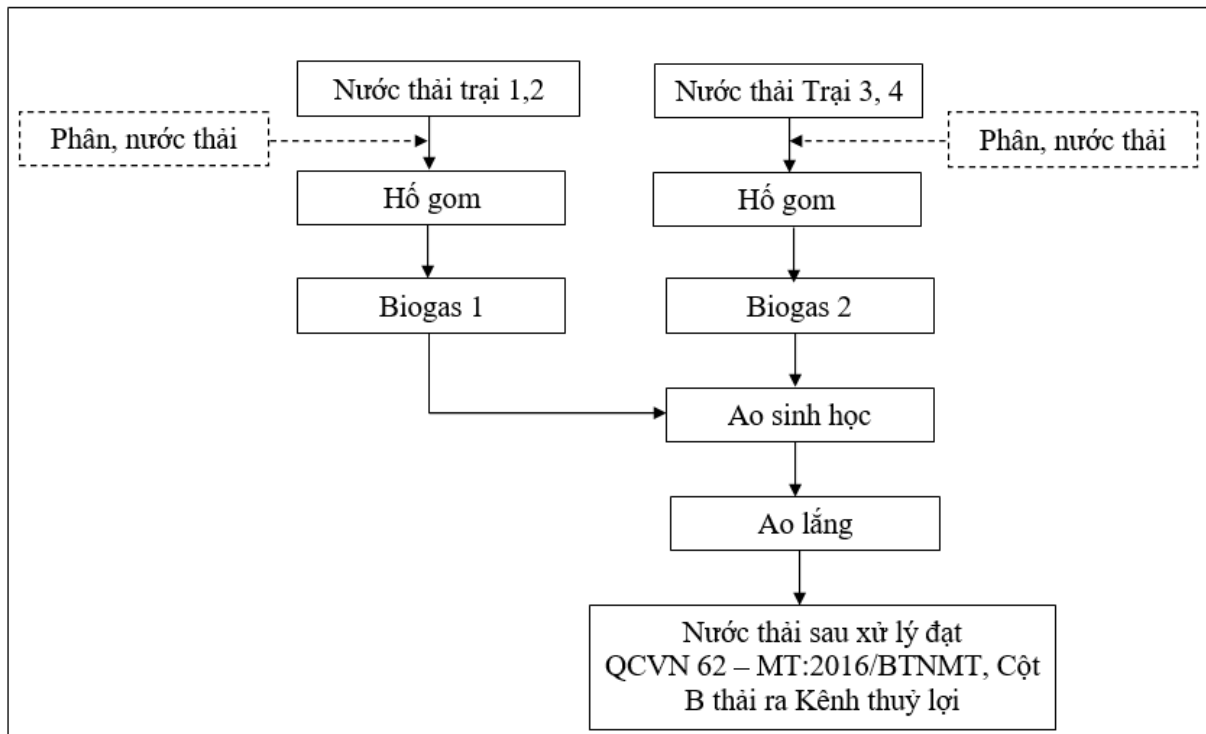 Nước thải trại 1,2
Nước thải Trại 3, 4
Phân, nước thải
Phân, nước thải
Hố gom
Hố gom
Biogas 1
Biogas 2
Ao sinh học
Ao lắng
Nước thải sau xử lý đạt
QCVN 62 – MT:2016/BTNMT, Cột
B thải ra Kênh thuỷ lợi